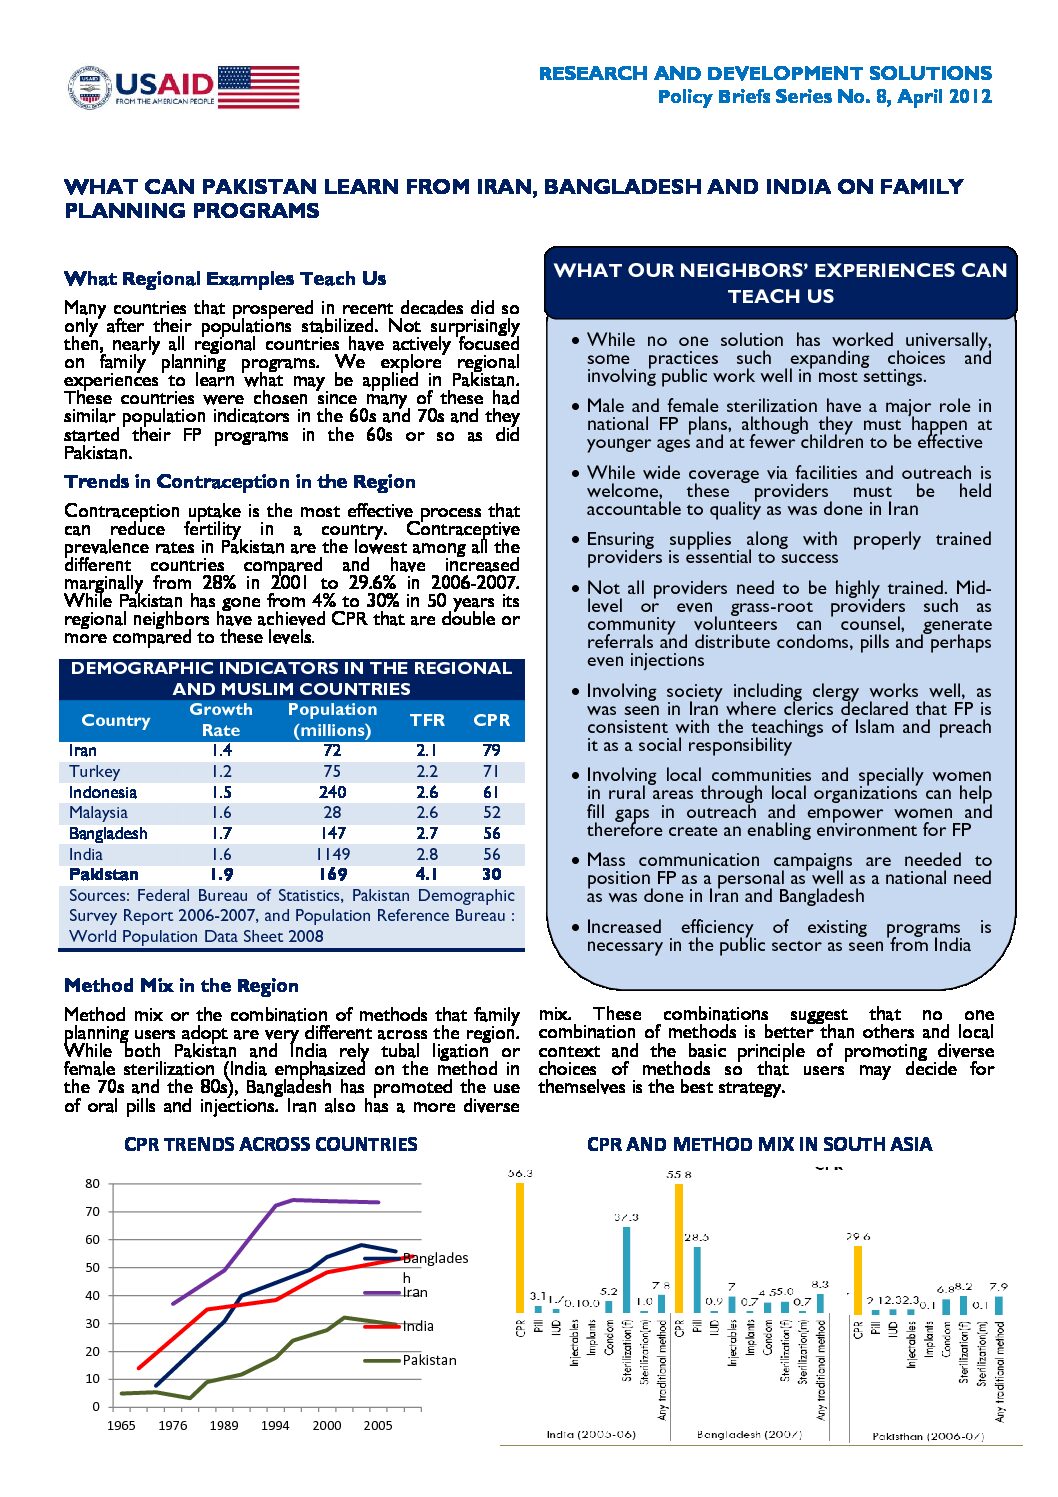 USAID
FROM THE AMERICAN PEOPLE
RESEARCH AND DEVELOPMENT SOLUTIONS
Policy Briefs Series No. 8, April 2012
WHAT CAN PAKISTAN LEARN FROM IRAN, BANGLADESH AND INDIA ON FAMILY
PLANNING PROGRAMS
What Regional Examples Teach Us
Many countries that prospered in recent decades did so
only after their populations stabilized. Not surprisingly
then, nearly all regional countries have actively focused
on family planning programs. We explore regional
experiences to learn what may be applied in Pakistan.
These countries were chosen since many of these had
similar population indicators in the 60s and 70s and they
started their FP programs in the 60s or so as did
Pakistan.
Trends in Contraception in the Region
Contraception uptake is the most effective process that
can reduce fertility in a country. Contraceptive
prevalence rates in Pakistan are the lowest among all the
different countries compared and have increased
marginally from 28% in 2001 to 29.6% in 2006-2007.
While Pakistan has gone from 4% to 30% in 50 years its
regional neighbors have achieved CPR that are double or
more compared to these levels.
DEMOGRAPHIC INDICATORS IN THE REGIONAL
AND MUSLIM COUNTRIES
Country Growth Rate Population (millions) TFR CPR
Iran 1.4 72 2.1 79
Turkey 1.2 75 2.2 71
Indonesia 1.5 240 2.6 61
Malaysia 1.6 28 2.6 52
Bangladesh 1.7 147 2.7 56
India 1.6 1149 2.8 56
Pakistan 1.9 169 4.1 30
Sources: Federal Bureau of Statistics, Pakistan Demographic
Survey Report 2006-2007, and Population Reference Bureau :
World Population Data Sheet 2008
WHAT OUR NEIGHBORS' EXPERIENCES CAN
TEACH US
• While no one solution has worked universally,
some practices such expanding choices and
involving public work well in most settings.
• Male and female sterilization have a major role in
national FP plans, although they must happen at
younger ages and at fewer children to be effective
• While wide coverage via facilities and outreach is
welcome, these providers must be held
accountable to quality as was done in Iran
• Ensuring supplies along with properly trained
providers is essential to success
• Not all providers need to be highly trained. Mid-
level or even grass-root providers such as
community volunteers can counsel, generate
referrals and distribute condoms, pills and perhaps
even injections
• Involving society including clergy works well, as
was seen in Iran where clerics declared that FP is
consistent with the teachings of Islam and preach
it as a social responsibility
• Involving local communities and specially women
in rural areas through local organizations can help
fill gaps in outreach and empower women and
therefore create an enabling environment for FP
• Mass communication campaigns are needed to
position FP as a personal as well as a national need
as was done in Iran and Bangladesh
• Increased efficiency of existing programs is
necessary in the public sector as seen from India
Method Mix in the Region
Method mix or the combination of methods that family
planning users adopt are very different across the region.
While both Pakistan and India rely tubal ligation or
female sterilization (India emphasized on the method in
the 70s and the 80s), Bangladesh has promoted the use
of oral pills and injections. Iran also has a more diverse
mix. These combinations suggest that no one
combination of methods is better than others and local
context and the basic principle of promoting diverse
choices of methods so that users may decide for
themselves is the best strategy.
CPR TRENDS ACROSS COUNTRIES
80
70
60
50
40
30
20
10
0
1965 1976 1989 1994 2000 2005
Banglades
h
Iran
India
Pakistan
CPR AND METHOD MIX IN SOUTH ASIA
56.3 3.1 1.7 0.1 0.0 5.2 37.3 1.0 7.8
CPR Pill IUD Injectables Implants Condom Sterilization(f) Sterilization(m) Any traditional method
India (2005-06)
55.8 28.5 0.9 7 0.7 4.5 5.0 0.7 8.3
CPR Pill IUD Injectables Implants Condom Sterilization(f) Sterilization(m) Any traditional method
Bangladesh (2007)
29.6 2.3 0.1 6.8 8.2 0.1 7.9
CPR Pill IUD Injectables Implants Condom Sterilization(f) Sterilization(m) Any traditional method
Pakisthan (2006-07)